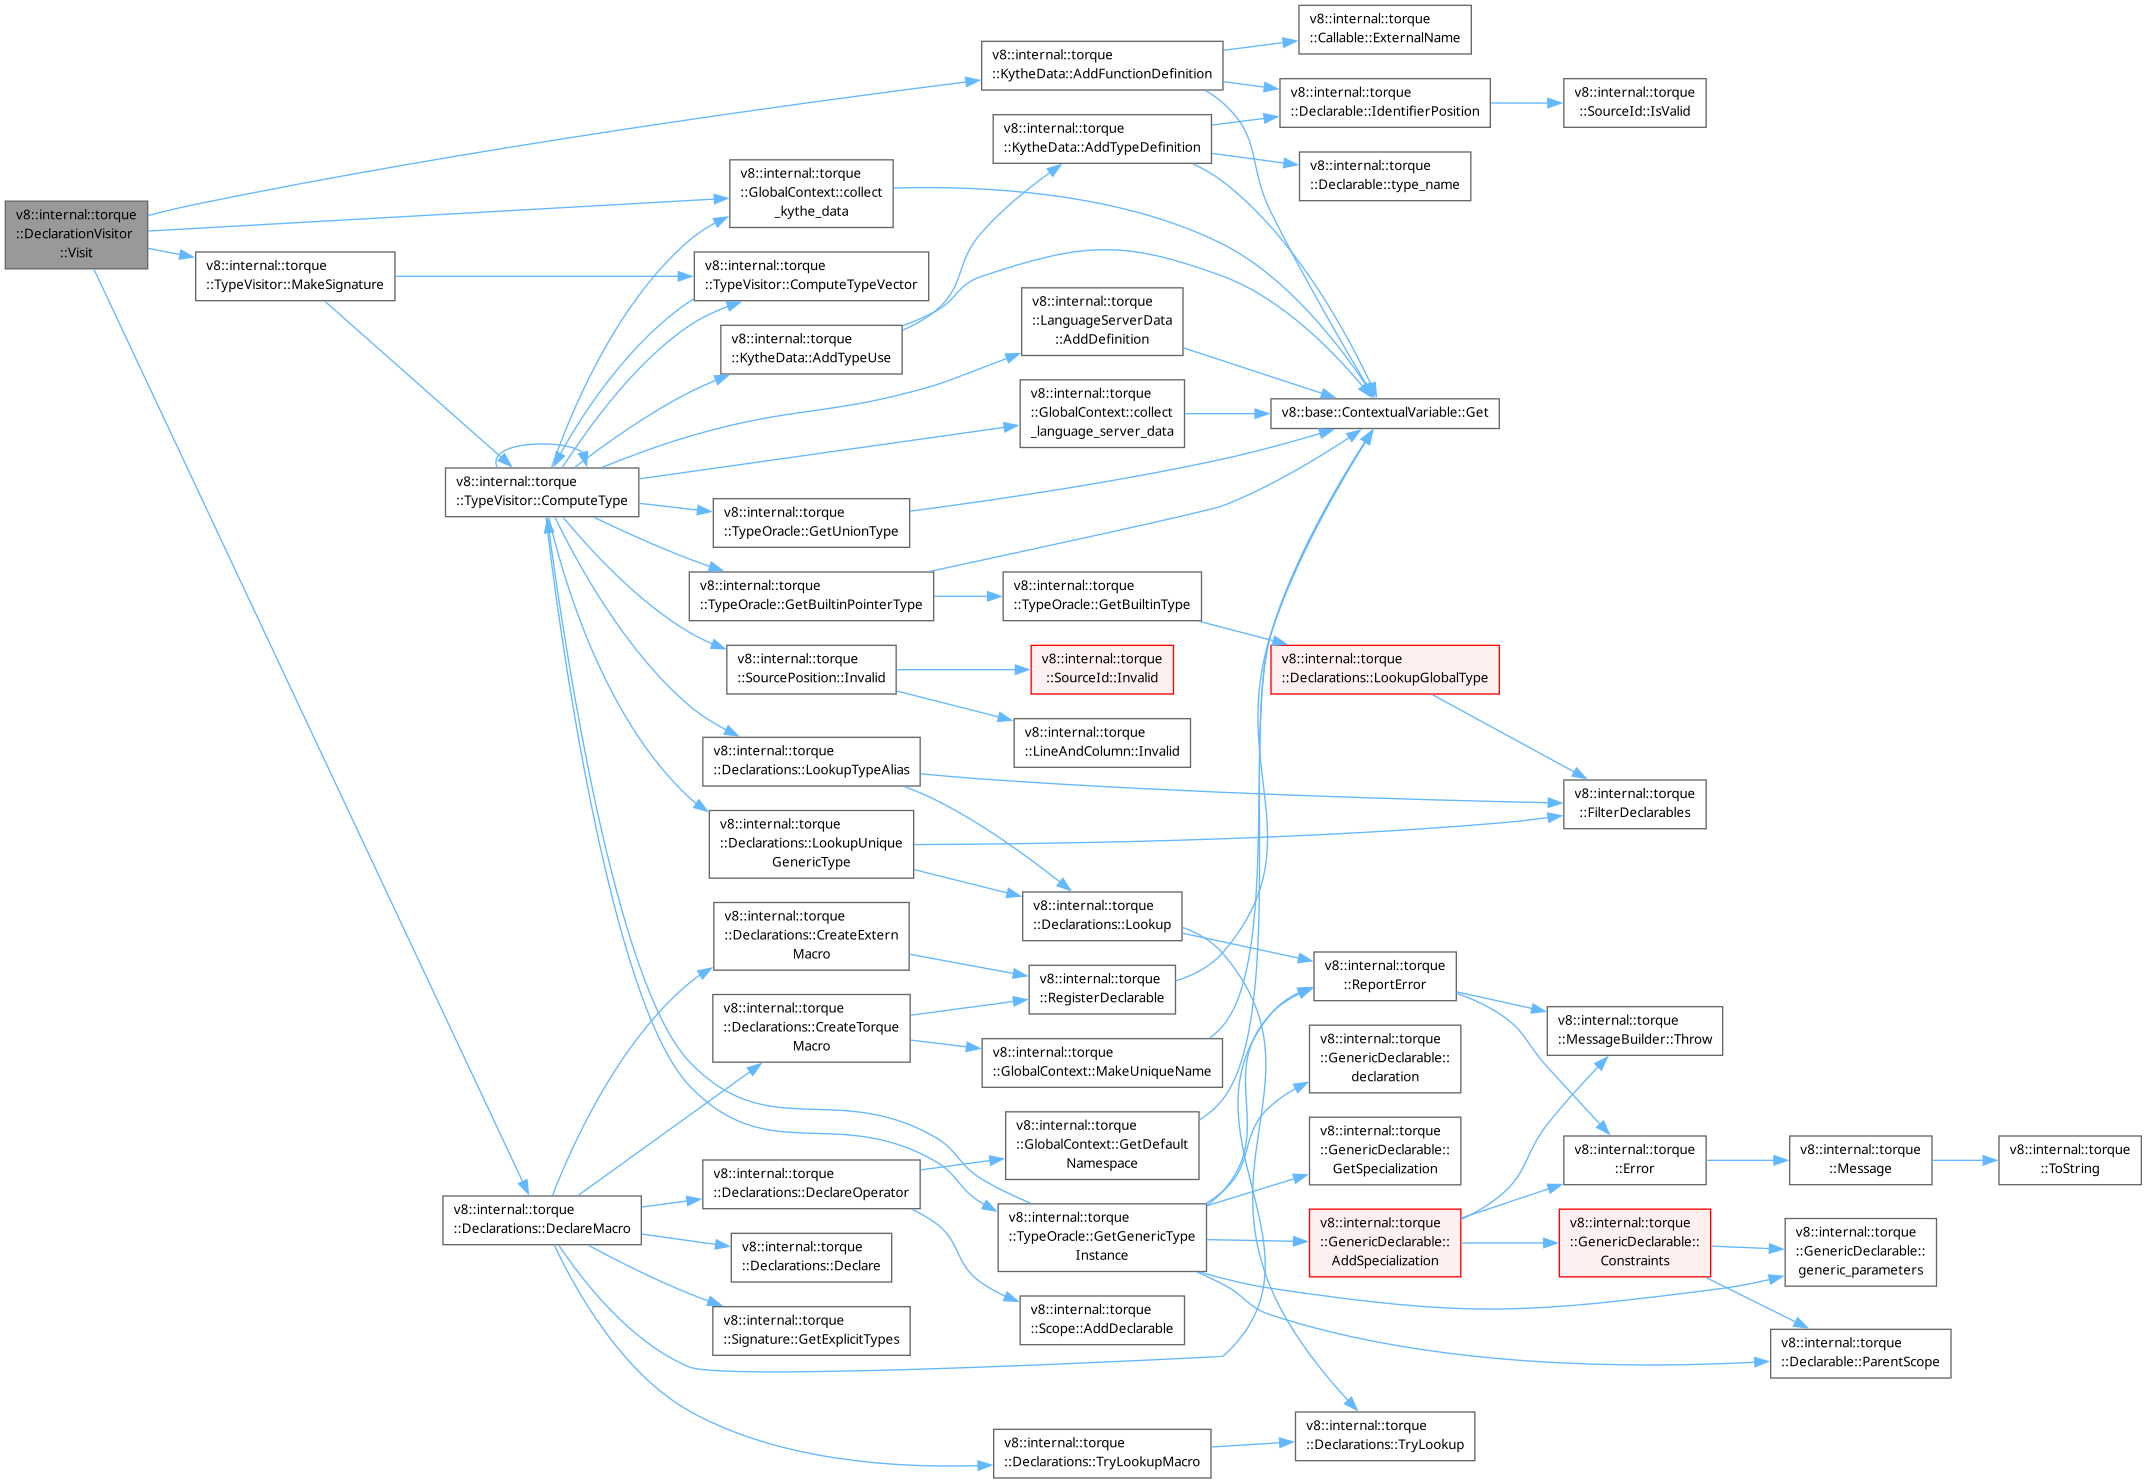 v8::internal::torque
::DeclarationVisitor
::Visit
v8::internal::torque
::TypeVisitor::MakeSignature
v8::internal::torque
::TypeVisitor::ComputeType
v8::internal::torque
::Declarations::DeclareMacro
v8::internal::torque
::GlobalContext::collect
_kythe_data
v8::internal::torque
::TypeVisitor::ComputeTypeVector
v8::internal::torque
::KytheData::AddTypeUse
v8::internal::torque
::TypeOracle::GetUnionType
v8::internal::torque
::TypeOracle::GetBuiltinPointerType
v8::internal::torque
::SourcePosition::Invalid
v8::internal::torque
::Declarations::LookupTypeAlias
v8::internal::torque
::Declarations::LookupUnique
GenericType
v8::internal::torque
::Declarations::CreateExtern
Macro
v8::internal::torque
::Declarations::CreateTorque
Macro
v8::internal::torque
::Declarations::DeclareOperator
v8::internal::torque
::Declarations::Declare
v8::internal::torque
::Signature::GetExplicitTypes
v8::internal::torque
::KytheData::AddFunctionDefinition
v8::internal::torque
::KytheData::AddTypeDefinition
v8::internal::torque
::LanguageServerData
::AddDefinition
v8::internal::torque
::GlobalContext::collect
_language_server_data
v8::internal::torque
::TypeOracle::GetBuiltinType
v8::internal::torque
::SourceId::Invalid
v8::internal::torque
::LineAndColumn::Invalid
v8::internal::torque
::Declarations::Lookup
v8::internal::torque
::RegisterDeclarable
v8::internal::torque
::GlobalContext::MakeUniqueName
v8::internal::torque
::GlobalContext::GetDefault
Namespace
v8::internal::torque
::TypeOracle::GetGenericType
Instance
v8::internal::torque
::Scope::AddDeclarable
v8::internal::torque
::Declarations::TryLookupMacro
v8::internal::torque
::Callable::ExternalName
v8::internal::torque
::Declarable::IdentifierPosition
v8::internal::torque
::Declarable::type_name
v8::base::ContextualVariable::Get
v8::internal::torque
::Declarations::LookupGlobalType
v8::internal::torque
::ReportError
v8::internal::torque
::GenericDeclarable::
declaration
v8::internal::torque
::GenericDeclarable::
GetSpecialization
v8::internal::torque
::GenericDeclarable::
AddSpecialization
v8::internal::torque
::Declarations::TryLookup
v8::internal::torque
::SourceId::IsValid
v8::internal::torque
::FilterDeclarables
v8::internal::torque
::MessageBuilder::Throw
v8::internal::torque
::Error
v8::internal::torque
::GenericDeclarable::
Constraints
v8::internal::torque
::Message
v8::internal::torque
::GenericDeclarable::
generic_parameters
v8::internal::torque
::Declarable::ParentScope
v8::internal::torque
::ToString